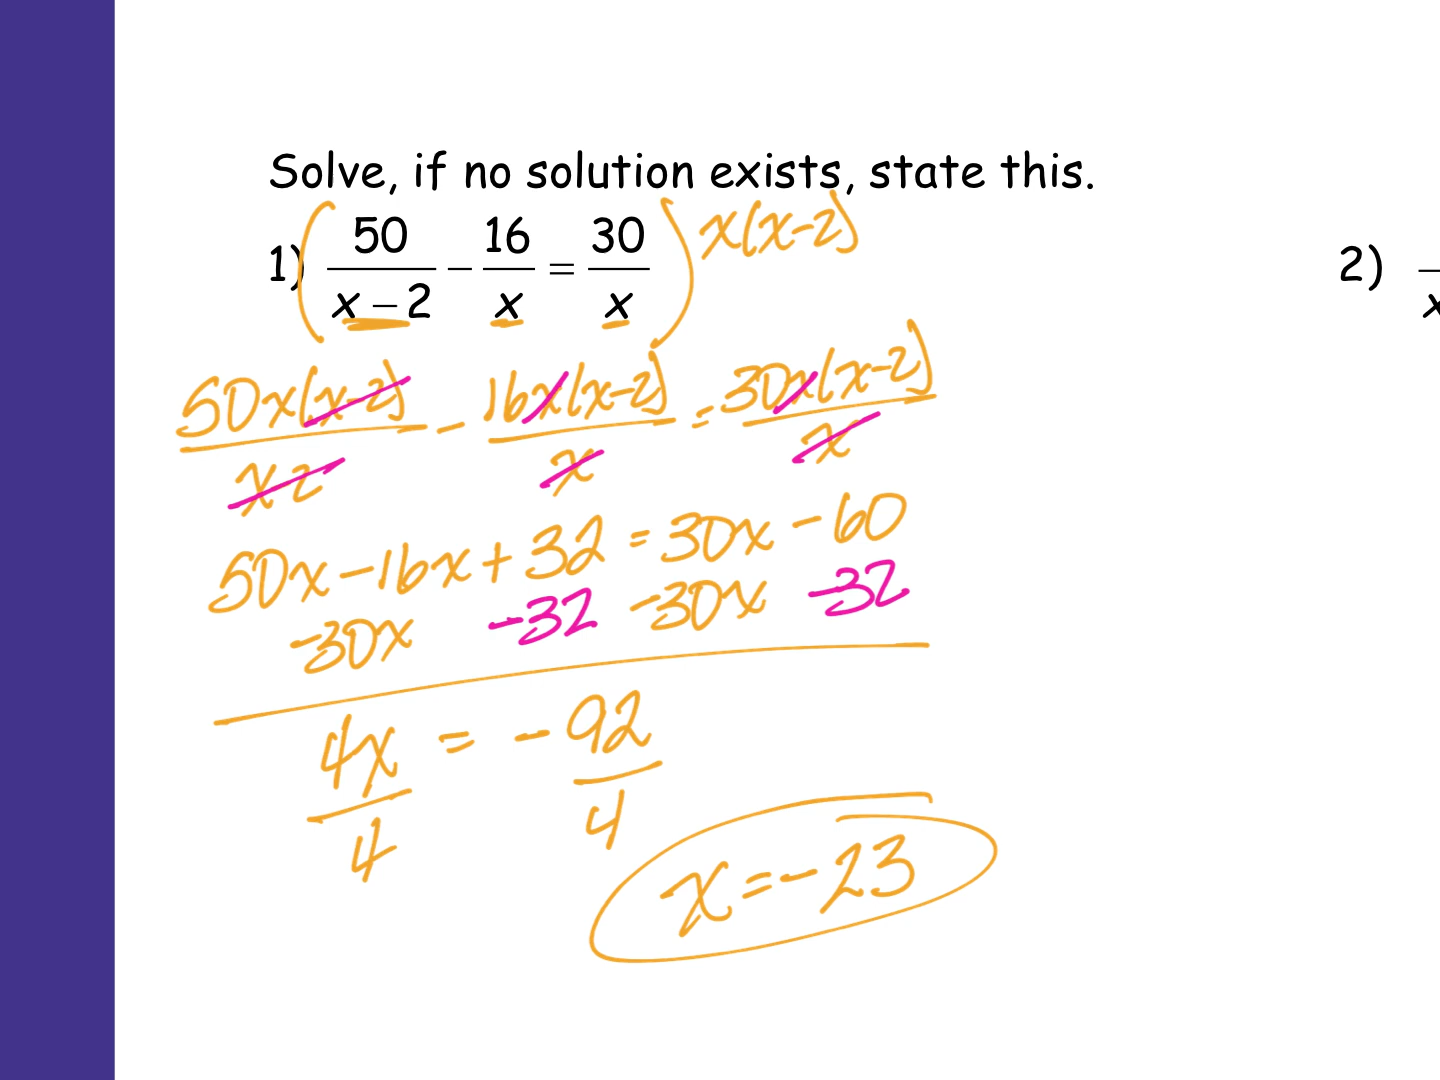 Solve, if no solution exists, state this.
1) ( 50/(x – 2) – 16/x = 30/x ) x(x-2)
2)
x
50x(x-2)/x-2 - 16x(x-2)/x = 30x(x-2)/x
50x - 16x + 32 = 30x - 60
-30x -32 -30x -32
4x/4 = -92/4
x = -23